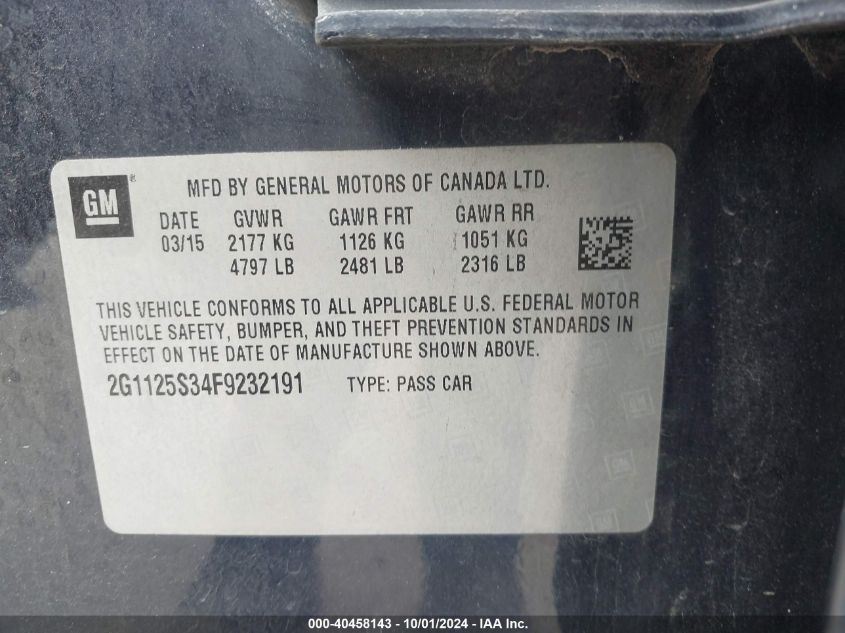 GM
MFD BY GENERAL MOTORS OF CANADA LTD.
DATE GVWR GAWR FRT GAWR RR
03/15 2177 KG 1126 KG 1051 KG
4797 LB 2481 LB 2316 LB
THIS VEHICLE CONFORMS TO ALL APPLICABLE U.S. FEDERAL MOTOR
VEHICLE SAFETY, BUMPER, AND THEFT PREVENTION STANDARDS IN
EFFECT ON THE DATE OF MANUFACTURE SHOWN ABOVE.
2G1125S34F9232191 TYPE: PASS CAR
000-40458143 - 10/01/2024 - IAA Inc.